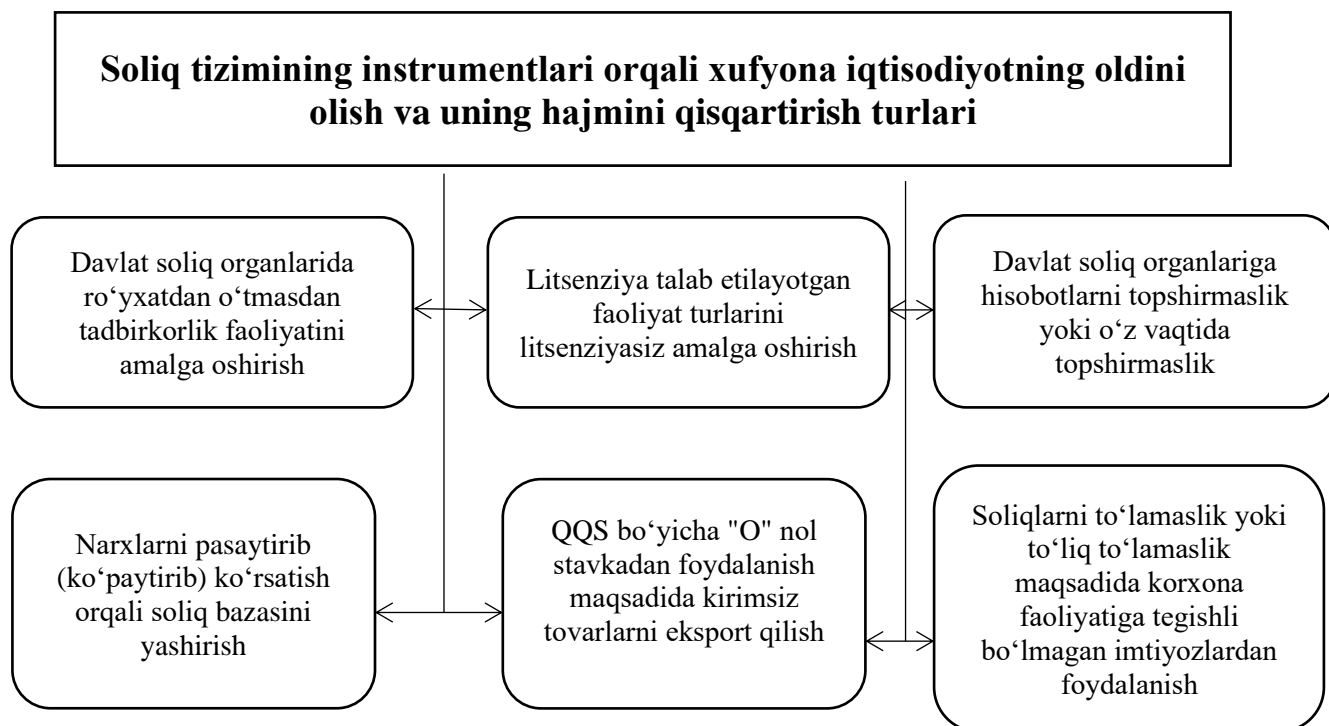 Soliq tizimining instrumentlari orqali xufyona iqtisodiyotning oldini
olish va uning hajmini qisqartirish turlari
Davlat soliq organlarida
ro‘yxatdan o‘tmasdan
tadbirkorlik faoliyatini
amalga oshirish
Litsenziya talab etilayotgan
faoliyat turlarini
litsenziyasiz amalga oshirish
Davlat soliq organlariga
hisobotlarni topshirmaslik
yoki o‘z vaqtida
topshirmaslik
Narxlarni pasaytirib
(ko‘paytirib) ko‘rsatish
orqali soliq bazasini
yashirish
QQS bo‘yicha "O" nol
stavkadan foydalanish
maqsadida kirimsiz
tovarlarni eksport qilish
Soliqlarni to‘lamaslik yoki
to‘liq to‘lamaslik
maqsadida korxona
faoliyatiga tegishli
bo‘lmagan imtiyozlardan
foydalanish